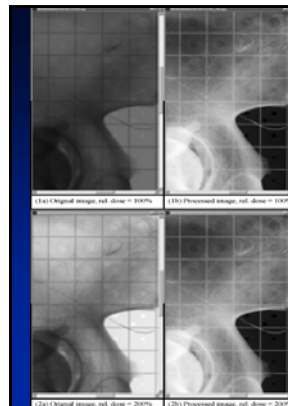 (1a) Original image, rel. dose = 100%
(1b) Processed image, rel. dose = 100%
(2a) Original image, rel. dose = 200%
(2b) Processed image, rel. dose = 200%